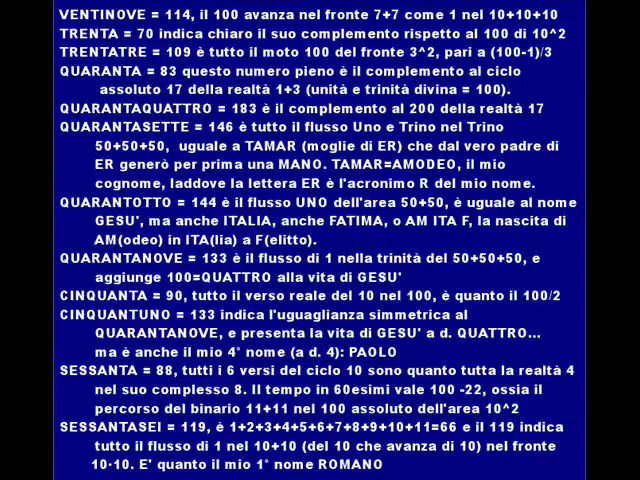 VENTINOVE = 114, il 100 avanza nel fronte 7+7 come 1 nel 10+10+10
TRENTA = 70 indica chiaro il suo complemento rispetto al 100 di 10^2
TRENTATRE = 109 è tutto il moto 100 del fronte 3^2, pari a (100-1)/3
QUARANTA = 83 questo numero pieno è il complemento al ciclo
assoluto 17 della realtà 1+3 (unità e trinità divina = 100).
QUARANTAQUATTRO = 183 è il complemento al 200 della realtà 17
QUARANTASETTE = 146 è tutto il flusso Uno e Trino nel Trino
50+50+50, uguale a TAMAR (moglie di ER) che dal vero padre di
ER generò per prima una MANO. TAMAR=AMODEO, il mio
cognome, laddove la lettera ER è l'acronimo R del mio nome.
QUARANTOTTO = 144 è il flusso UNO dell'area 50+50, è uguale al nome
GESU', ma anche ITALIA, anche FATIMA, o AM ITA F, la nascita di
AM(odeo) in ITA(lia) a F(elitto).
QUARANTANOVE = 133 è il flusso di 1 nella trinità del 50+50+50, e
aggiunge 100=QUATTRO alla vita di GESU'
CINQUANTA = 90, tutto il verso reale del 10 nel 100, è quanto il 100/2
CINQUANTUNO = 133 indica l'uguaglianza simmetrica al
QUARANTANOVE, e presenta la vita di GESU' a d. QUATTRO...
ma è anche il mio 4° nome (a d. 4): PAOLO
SESSANTA = 88, tutti i 6 versi del ciclo 10 sono quanto tutta la realtà 4
nel suo complesso 8. Il tempo in 60esimi vale 100 -22, ossia il
percorso del binario 11+11 nel 100 assoluto dell'area 10^2
SESSANTASEI = 119, è 1+2+3+4+5+6+7+8+9+10+11=66 e il 119 indica
tutto il flusso di 1 nel 10+10 (del 10 che avanza di 10) nel fronte
10·10. E' quanto il mio 1° nome ROMANO